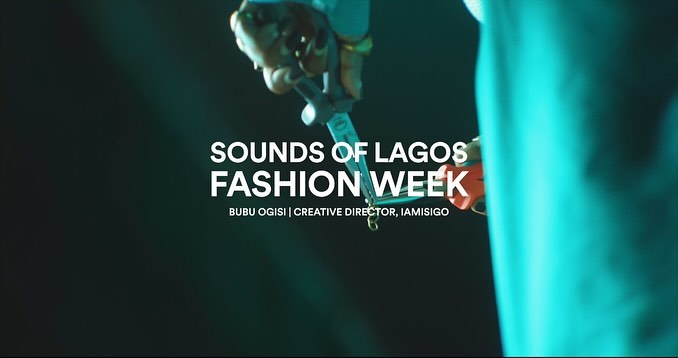 SOUNDS OF LAGOS
FASHION WEEK
BUBU OGISI | CREATIVE DIRECTOR, IAMISIGO